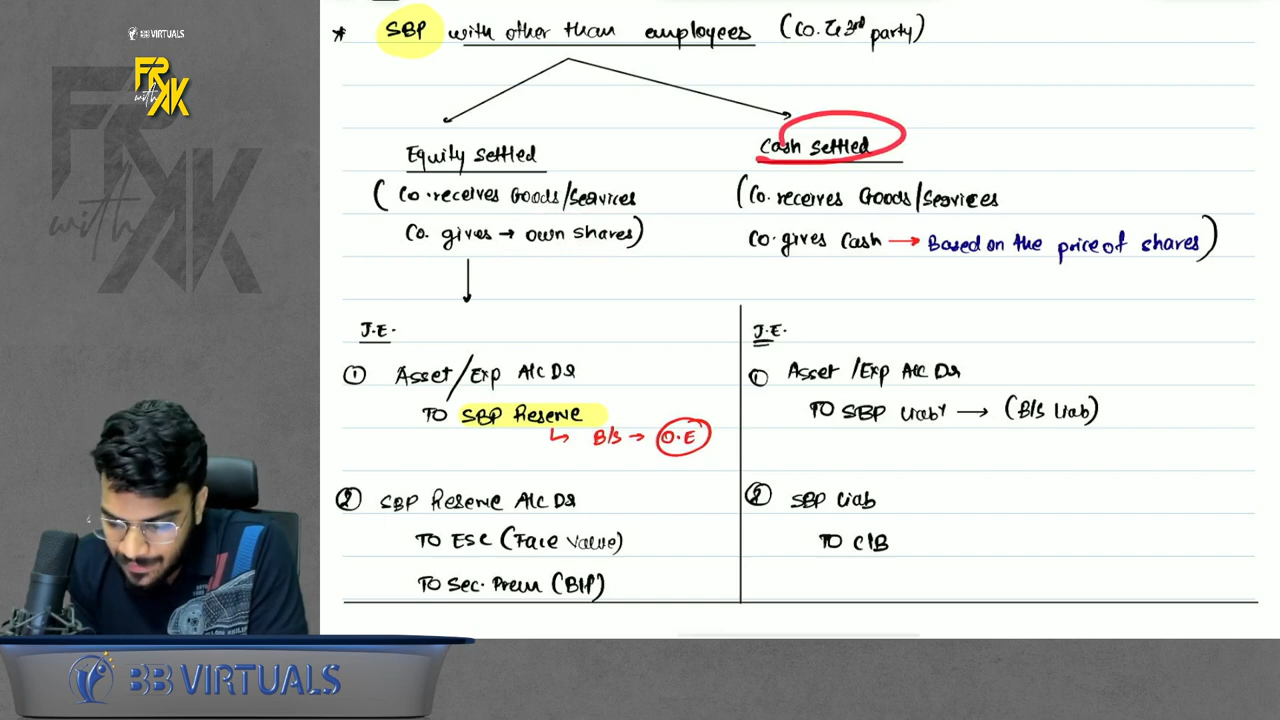 BB VIRTUALS
FR
with
AK
* SBP with other than employees (Co. & 3rd party)
Equity settled
Cash settled
(Co. receives Goods/Services
Co. gives → own shares)
(Co. receives Goods/Services
Co. gives Cash → Based on the price of shares)
J.E.
① Asset/Exp A/c Dr
To SBP Reserve
↳ B/S → O.E
② SBP Reserve A/c Dr
To ESC (Face value)
To Sec. Prem (B/f)
J.E.
① Asset/Exp A/c Dr
To SBP Liaby → (B/S Liab)
② SBP Liab
To C/B
BB VIRTUALS